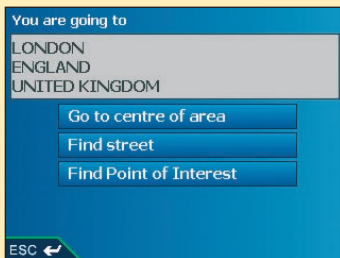 You are going to
LONDON
ENGLAND
UNITED KINGDOM
Go to centre of area
Find street
Find Point of Interest
ESC